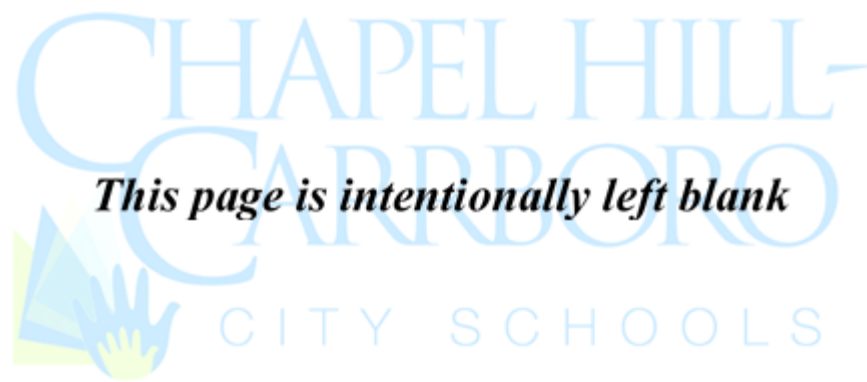 CHAPEL HILL-
CARRBORO
This page is intentionally left blank
CITY SCHOOLS